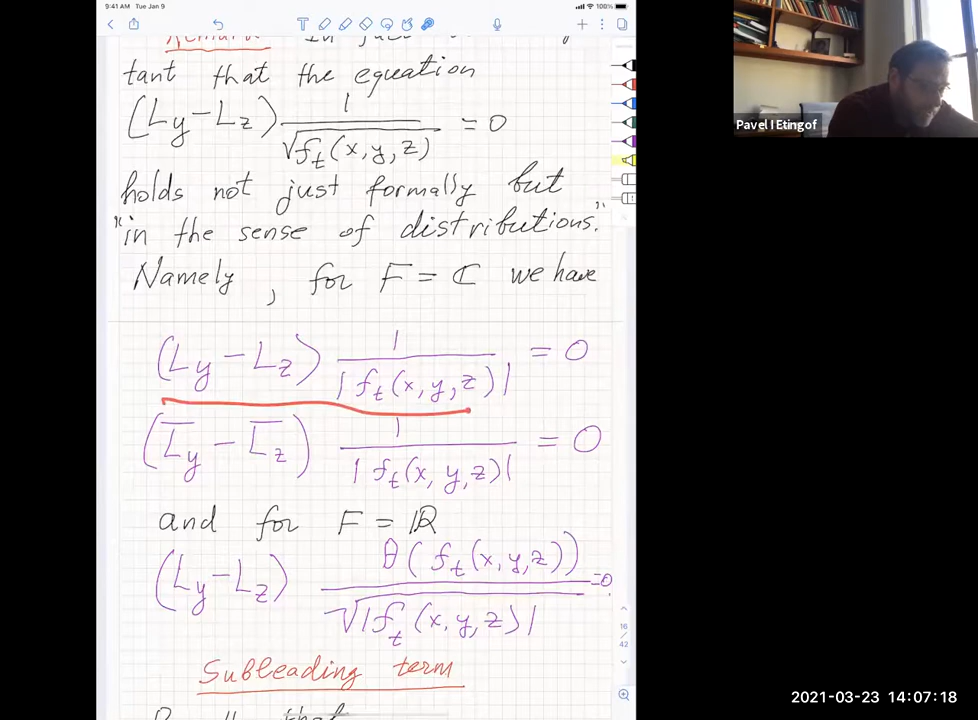 9:41 AM Tue Jan 9
100%
Remark In
tant that the equation
(Ly - Lz) 1/√ft(x,y,z) = 0
holds not just formally but
"in the sense of distributions."
Namely, for F = ℂ we have
(Ly - Lz) 1/|ft(x,y,z)| = 0
(L̅y - L̅z) 1/|ft(x,y,z)| = 0
and for F = ℝ
(Ly - Lz) θ(ft(x,y,z))/√|ft(x,y,z)| = 0
16
/
42
Subleading term
that
Pavel I Etingof
2021-03-23 14:07:18